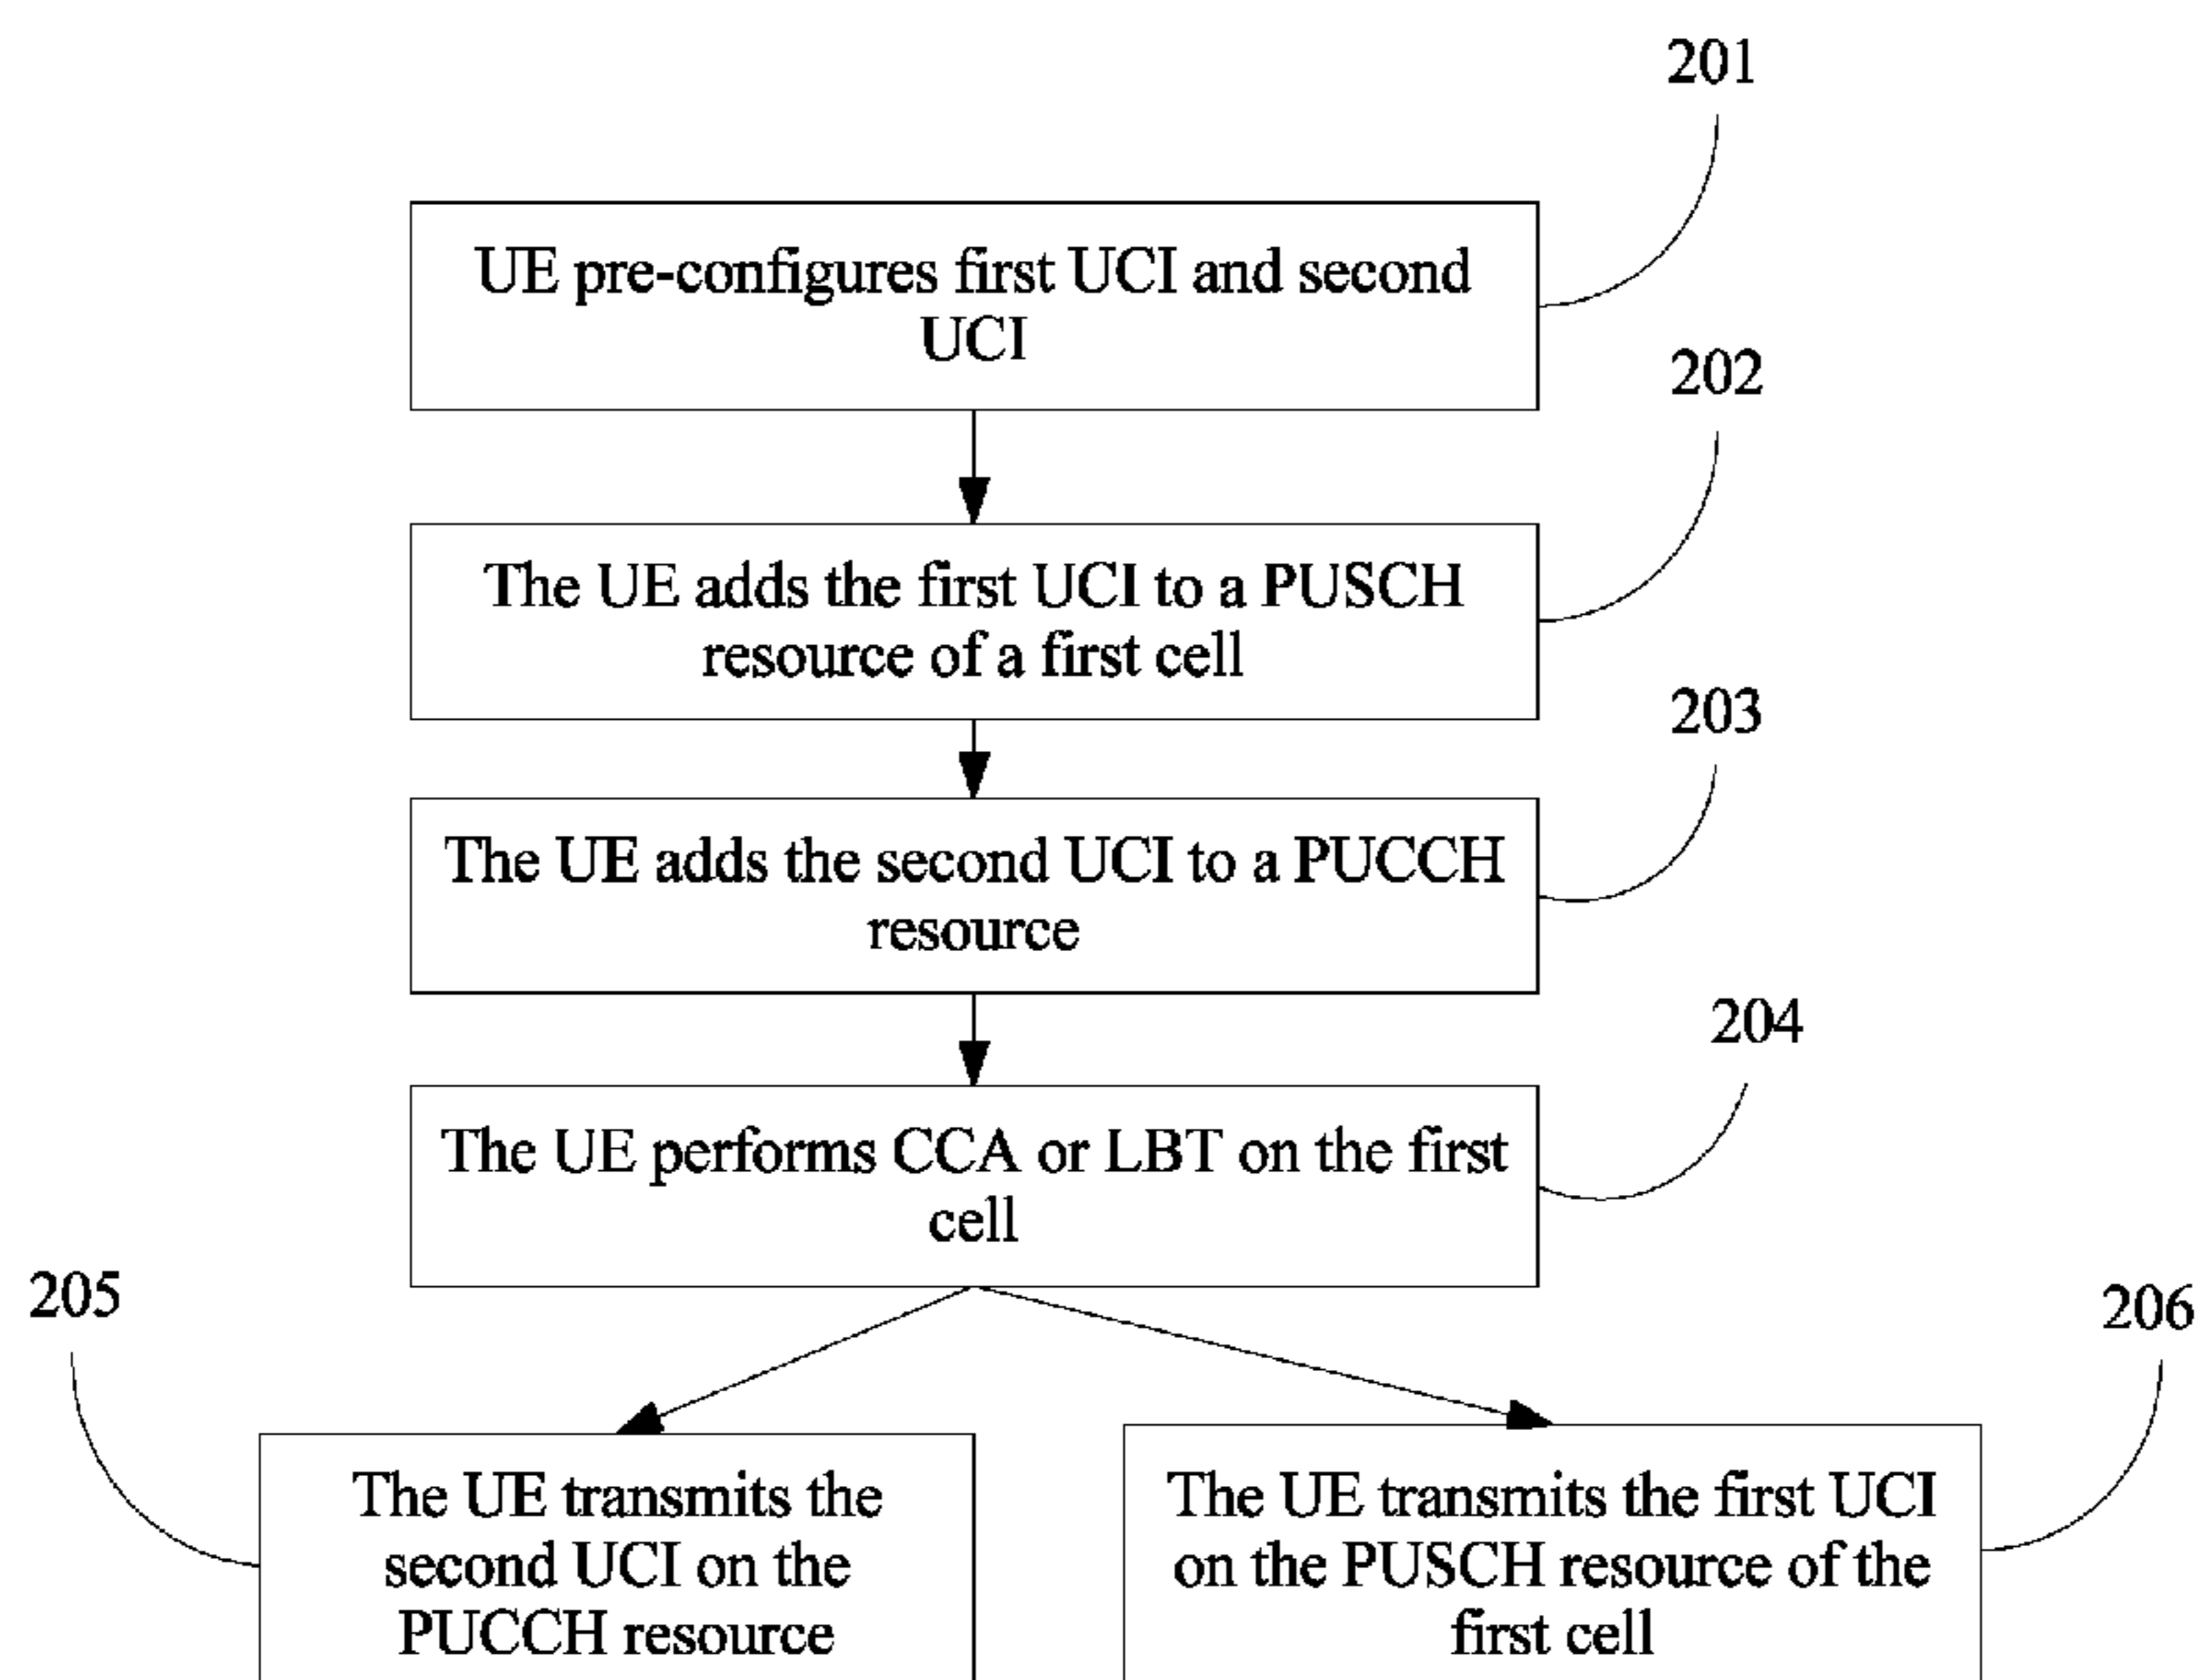 201
UE pre-configures first UCI and second
UCI
202
The UE adds the first UCI to a PUSCH
resource of a first cell
203
The UE adds the second UCI to a PUCCH
resource
204
The UE performs CCA or LBT on the first
cell
205
206
The UE transmits the
second UCI on the
PUCCH resource
The UE transmits the first UCI
on the PUSCH resource of the
first cell